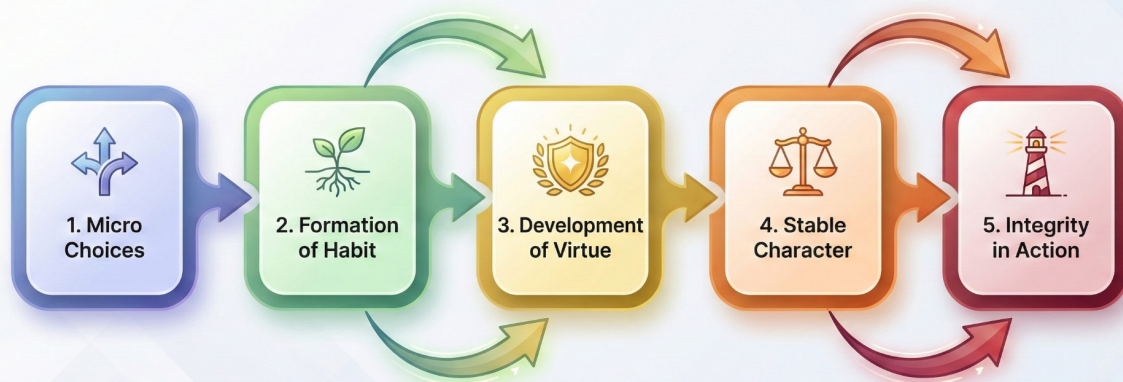 1. Micro
Choices
2. Formation
of Habit
3. Development
of Virtue
4. Stable
Character
5. Integrity
in Action